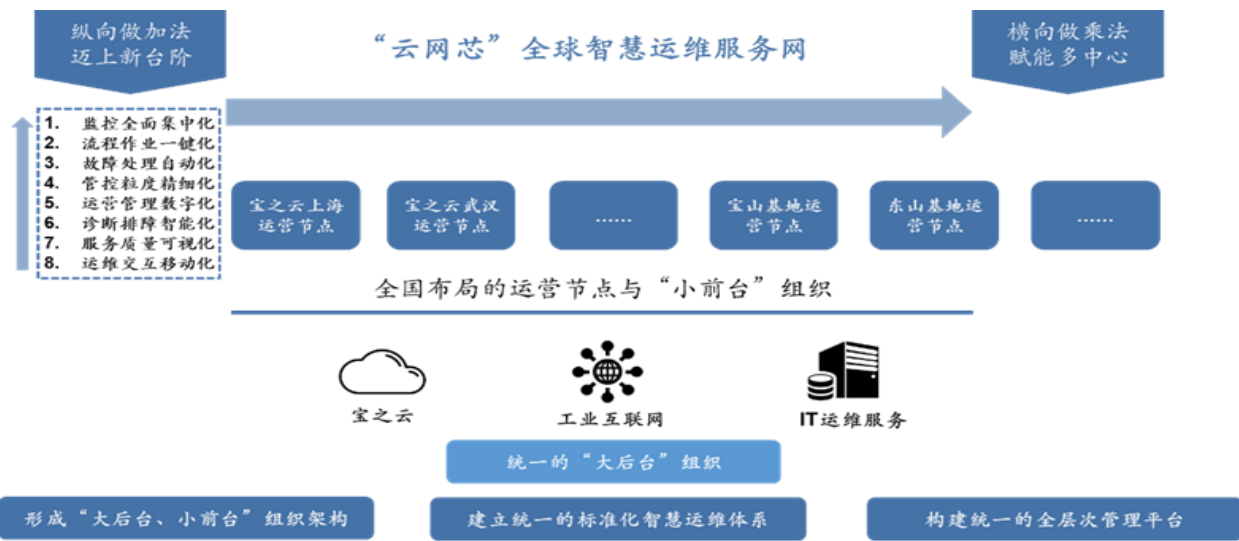 纵向做加法
迈上新台阶
“云网芯”全球智慧运维服务网
横向做乘法
赋能多中心
1. 监控全面集中化
2. 流程作业一键化
3. 故障处理自动化
4. 管控粒度精细化
5. 运营管理数字化
6. 诊断排障智能化
7. 服务质量可视化
8. 运维交互移动化
宝之云上海
运营节点
宝之云武汉
运营节点
......
宝山基地运
营节点
东山基地运
营节点
......
全国布局的运营节点与“小前台”组织
宝之云
工业互联网
IT运维服务
统一的“大后台”组织
形成“大后台、小前台”组织架构
建立统一的标准化智慧运维体系
构建统一的全层次管理平台